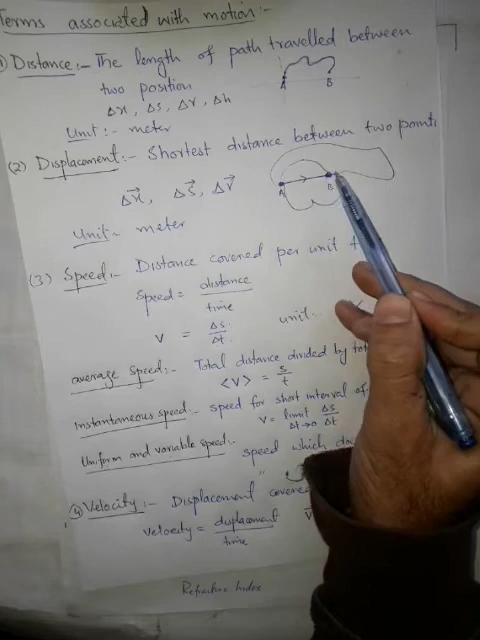 Terms associated with motion:-
(1) Distance:- The length of path travelled between
two position
Δx, Δs, Δr, Δh
A B
Unit:- meter
(2) Displacement:- Shortest distance between two points
Δx⃗, Δs⃗, Δr⃗
A B
Unit:- meter
(3) Speed:- Distance covered per unit t
Speed = distance / time
v = Δs / Δt unit:-
average speed:- Total distance divided by tot
<v> = s / t
instantaneous speed:- speed for short interval of
v = limit Δt→0 Δs / Δt
Uniform and variable speed:-
speed which do
"
(4) Velocity:- Displacement covered
velocity = displacement / time v⃗
Refractive Index